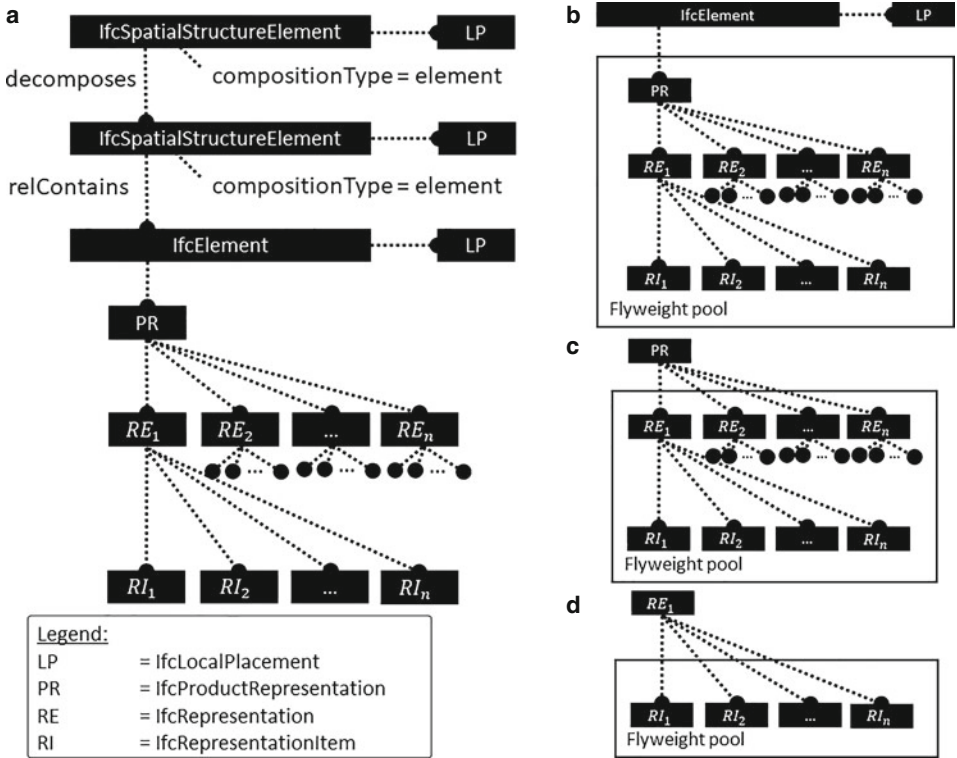 a
IfcSpatialStructureElement LP
decomposes
compositionType = element
IfcSpatialStructureElement LP
relContains
compositionType = element
IfcElement LP
PR
RE1 RE2 ... REn
... ... ...
RI1 RI2 ... RIn
Legend:
LP = IfcLocalPlacement
PR = IfcProductRepresentation
RE = IfcRepresentation
RI = IfcRepresentationItem
b
IfcElement LP
PR
RE1 RE2 ... REn
... ... ...
RI1 RI2 ... RIn
Flyweight pool
c
PR
RE1 RE2 ... REn
... ... ...
RI1 RI2 ... RIn
Flyweight pool
d
RE1
RI1 RI2 ... RIn
Flyweight pool